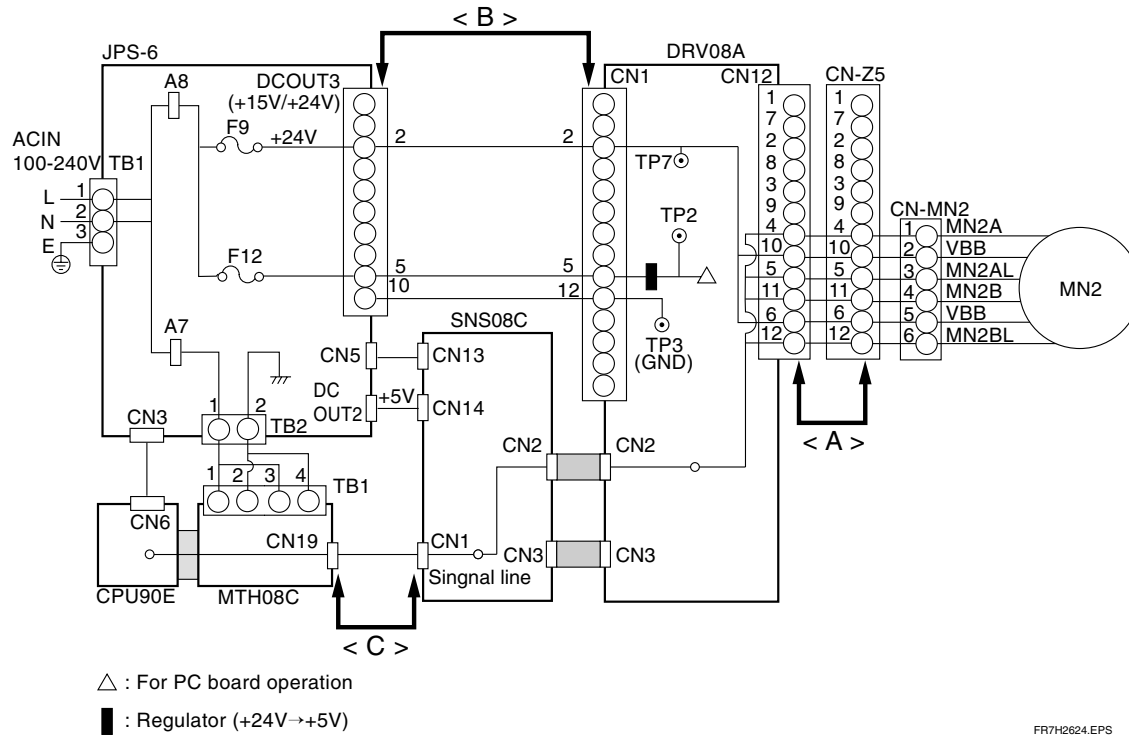 < B >
JPS-6
DRV08A
A8
DCOUT3
(+15V/+24V)
CN1
CN12
CN-Z5
F9
+24V
2
2
TP7
ACIN
100-240V
TB1
L
1
N
2
E
3
TP2
F12
5
5
10
12
TP3
(GND)
1
7
2
8
3
9
4
10
5
11
6
12
1
7
2
8
3
9
4
10
5
11
6
12
CN-MN2
1
MN2A
2
VBB
3
MN2AL
4
MN2B
5
VBB
6
MN2BL
MN2
SNS08C
A7
CN5
CN13
DC
OUT2
+5V
CN14
1
2
TB2
CN3
CN2
CN2
< A >
1
2
3
4
TB1
CN6
CN19
CN1
Singnal line
CN3
CN3
CPU90E
MTH08C
< C >
△ : For PC board operation
▮ : Regulator (+24V→+5V)
FR7H2624.EPS